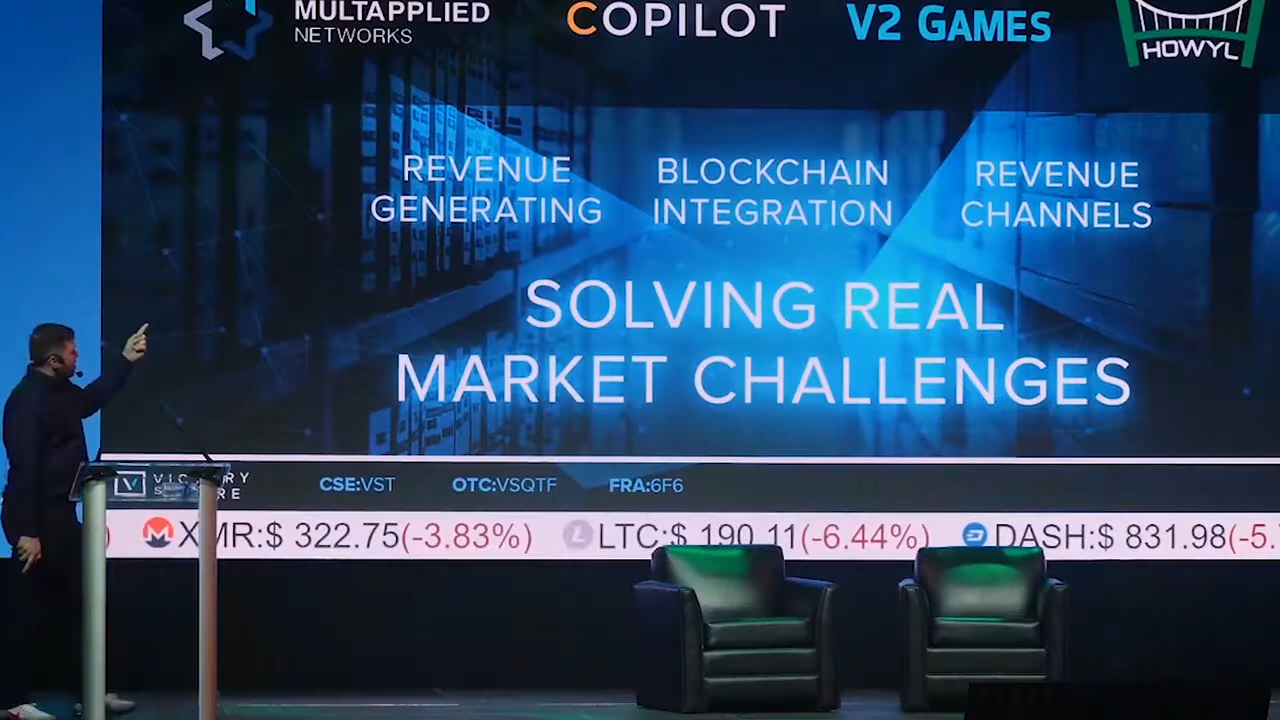 MULTAPPLIED
NETWORKS
COPILOT
V2 GAMES
HOWYL
REVENUE
GENERATING
BLOCKCHAIN
INTEGRATION
REVENUE
CHANNELS
SOLVING REAL
MARKET CHALLENGES
CSE:VST OTC:VSQTF FRA:6F6
) XMR:$ 322.75(-3.83%) LTC:$ 190.11(-6.44%) DASH:$ 831.98(-5.